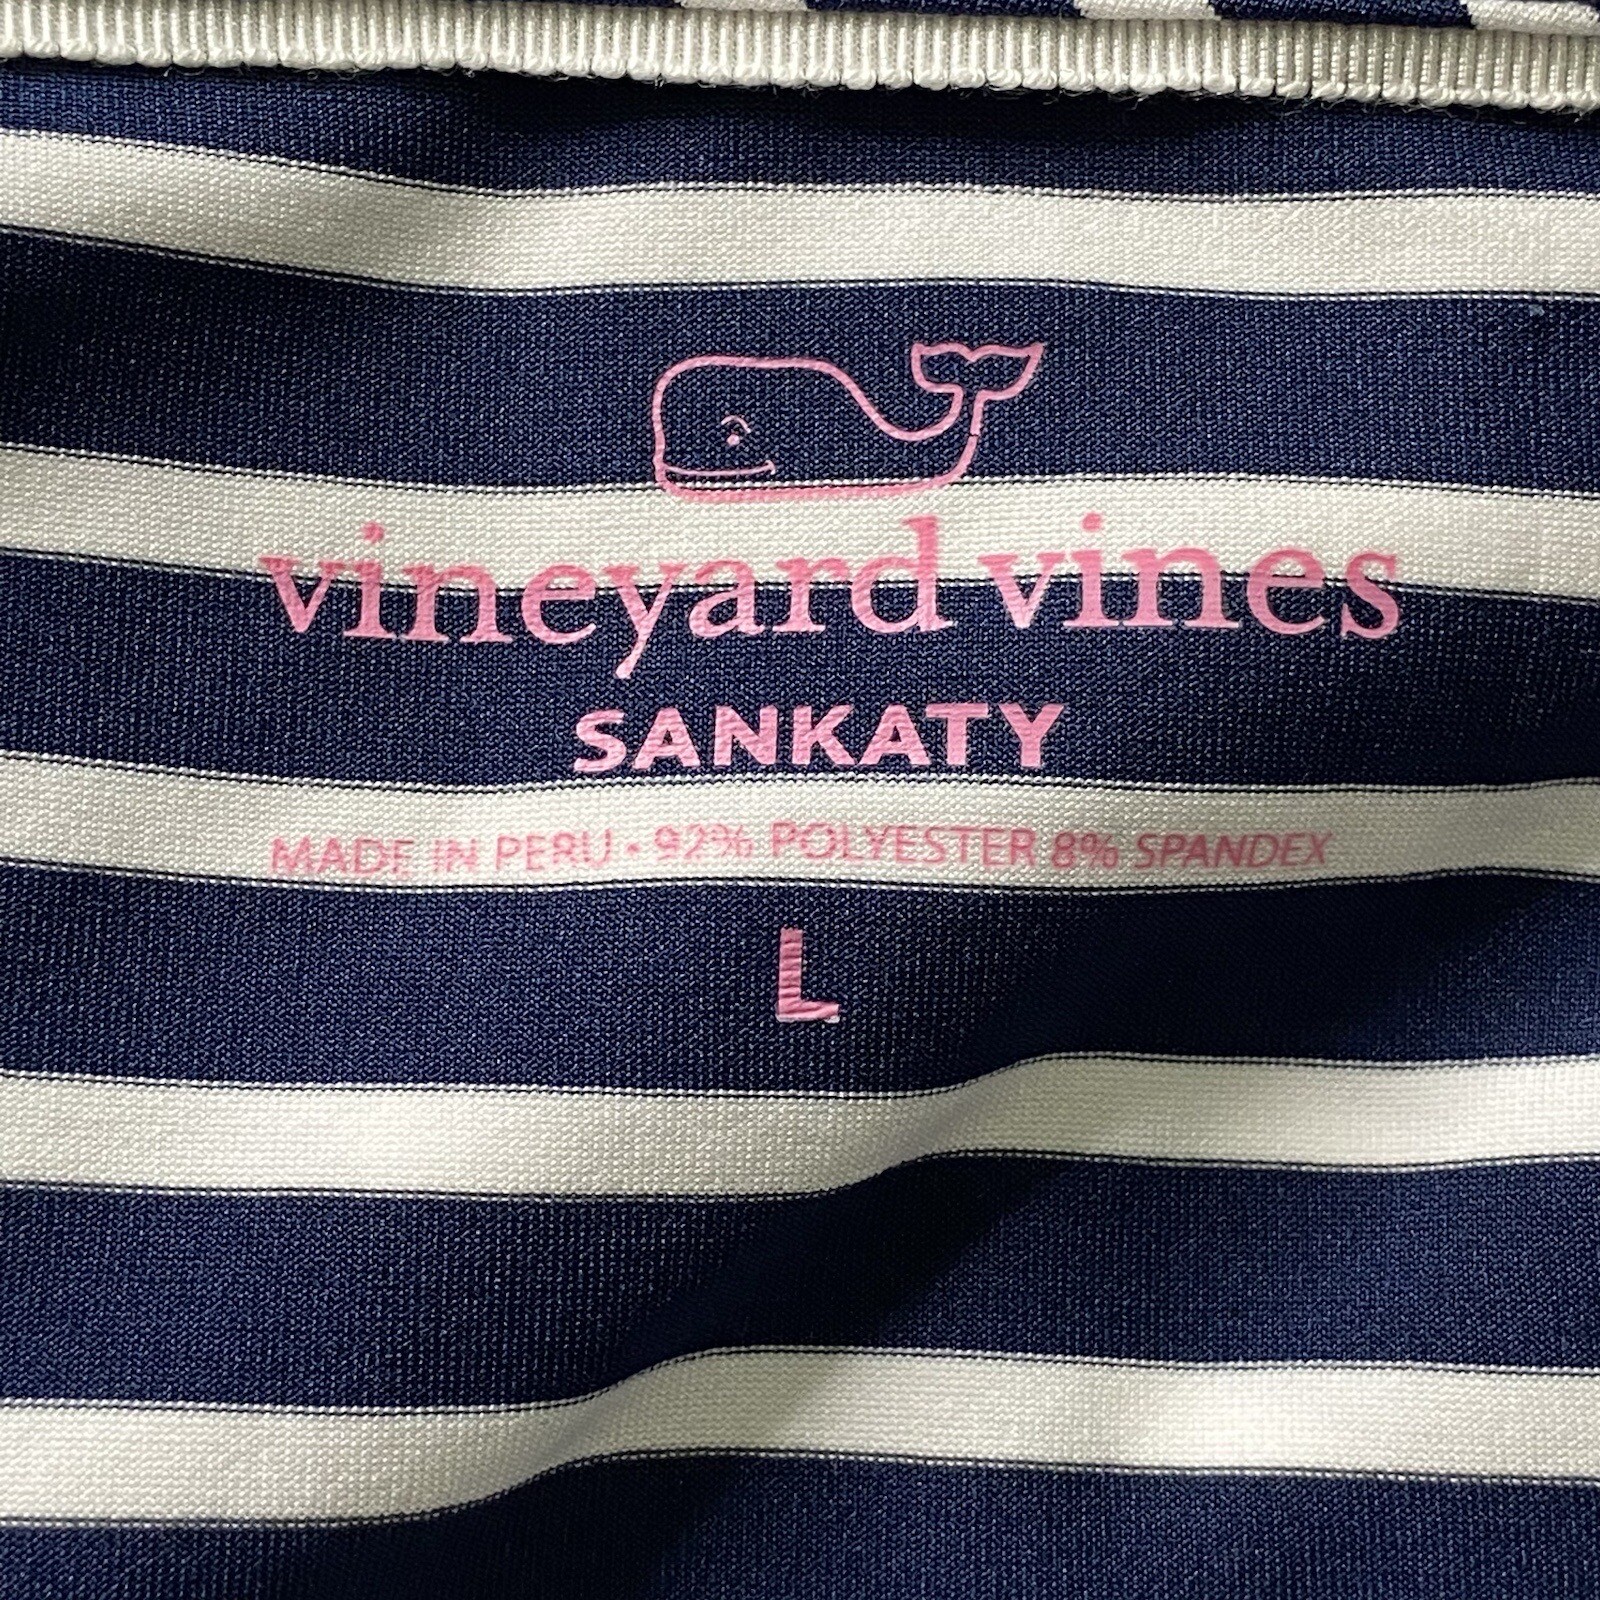 vineyard vines
SANKATY
MADE IN PERU • 92% POLYESTER 8% SPANDEX
L